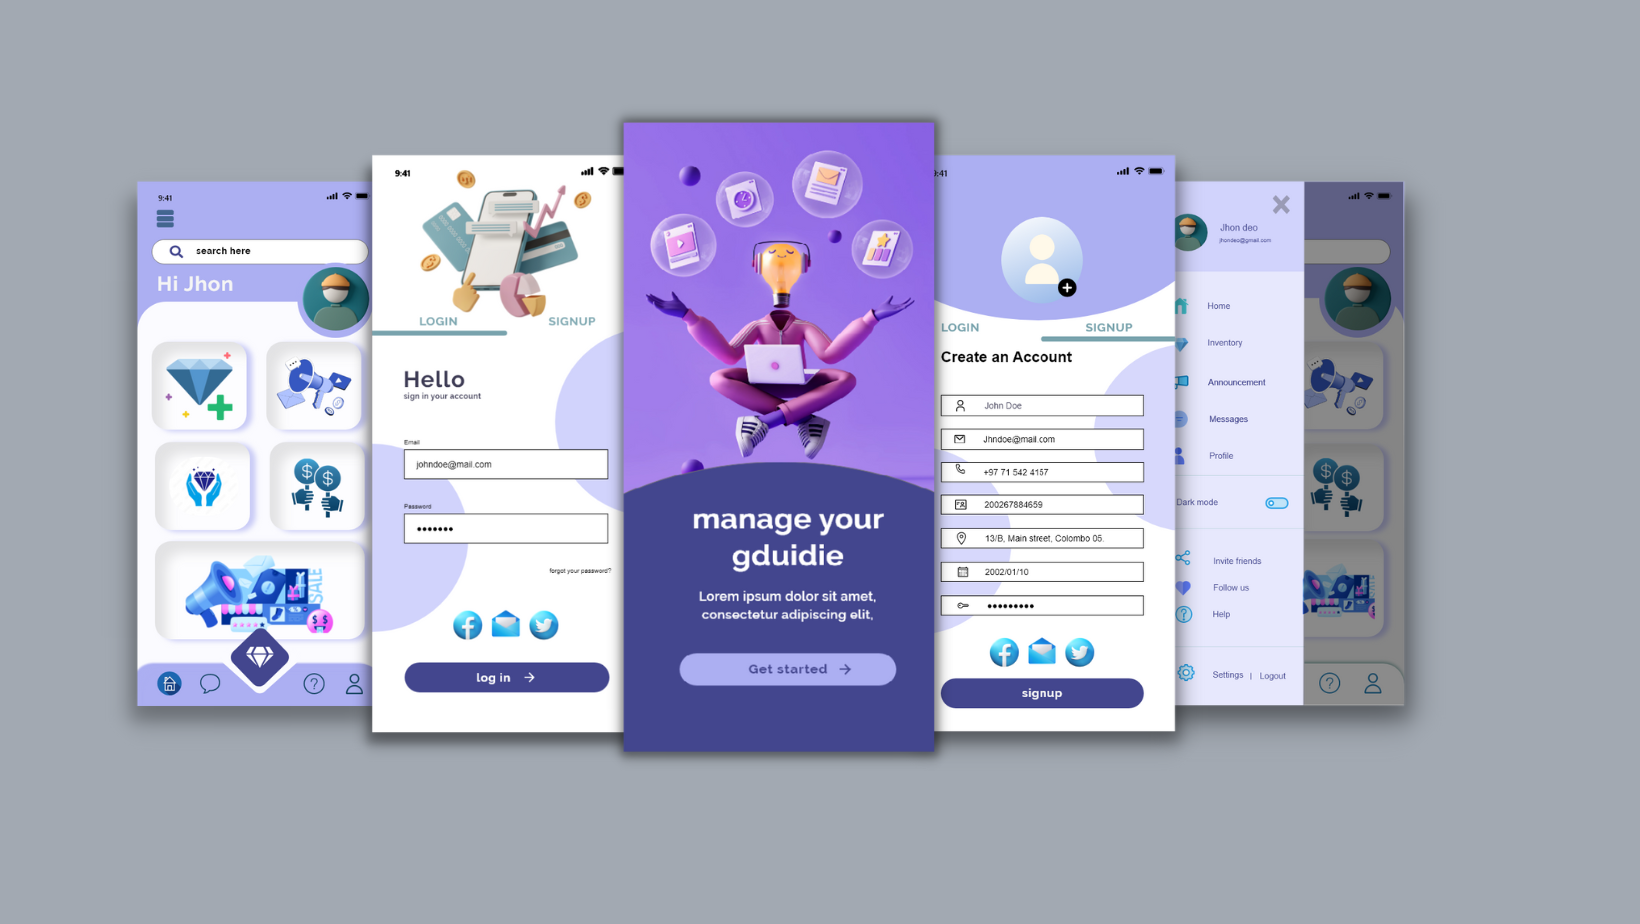 9:41
search here
Hi Jhon
SALE
9:41
LOGIN
SIGNUP
Hello
sign in your account
Email
johndoe@mail.com
Password
forgot your password?
log in
manage your
gduidie
Lorem ipsum dolor sit amet,
consectetur adipiscing elit,
Get started
9:41
LOGIN
SIGNUP
Create an Account
John Doe
Jhndoe@mail.com
+97 71 542 4157
200267884659
13/B, Main street, Colombo 05.
2002/01/10
signup
Jhon deo
jhondeo@gmail.com
Home
Inventory
Announcement
Messages
Profile
Dark mode
Invite friends
Follow us
Help
Settings | Logout